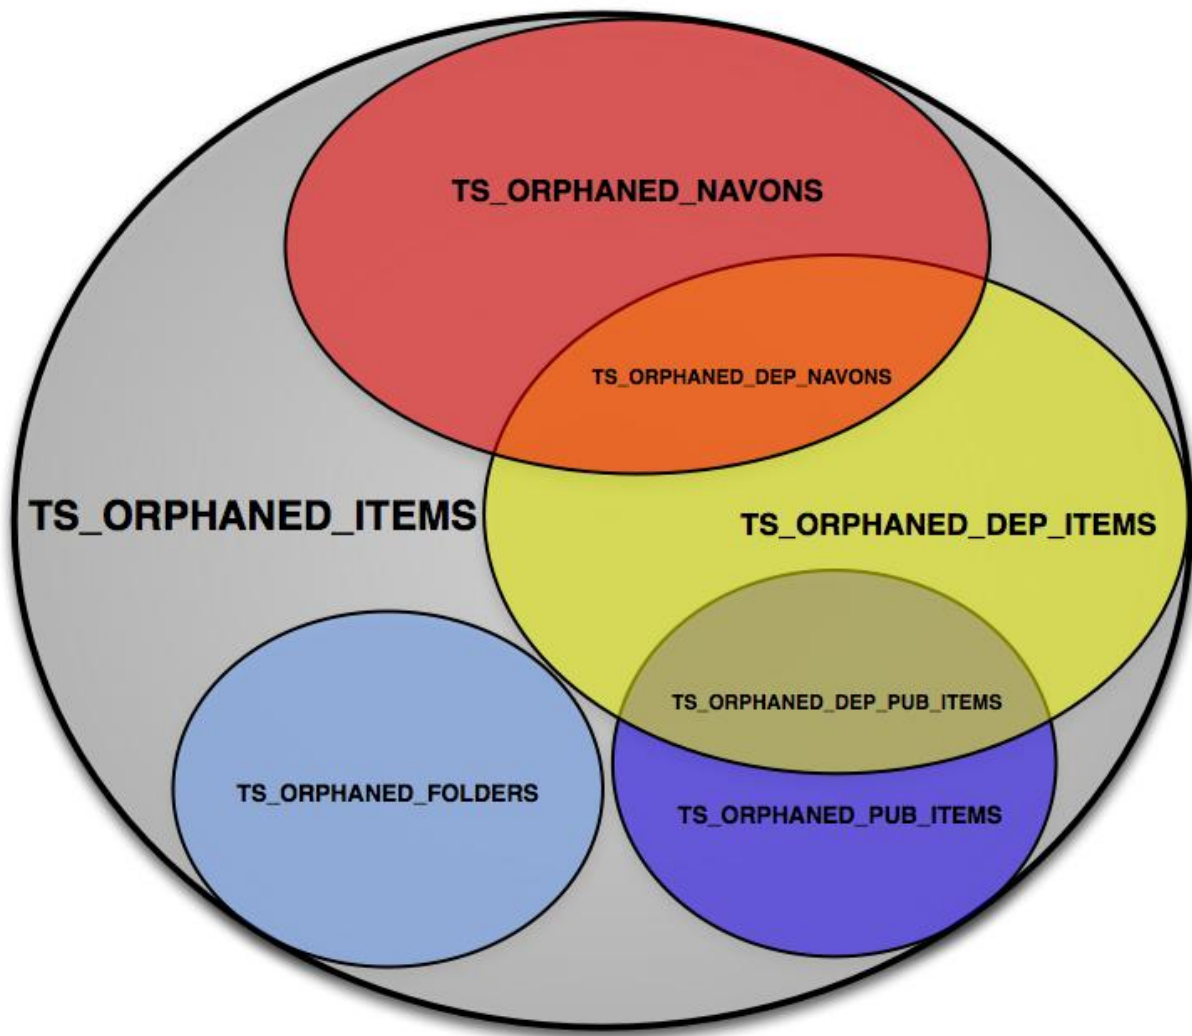 TS_ORPHANED_NAVONS
TS_ORPHANED_DEP_NAVONS
TS_ORPHANED_ITEMS
TS_ORPHANED_DEP_ITEMS
TS_ORPHANED_DEP_PUB_ITEMS
TS_ORPHANED_FOLDERS
TS_ORPHANED_PUB_ITEMS